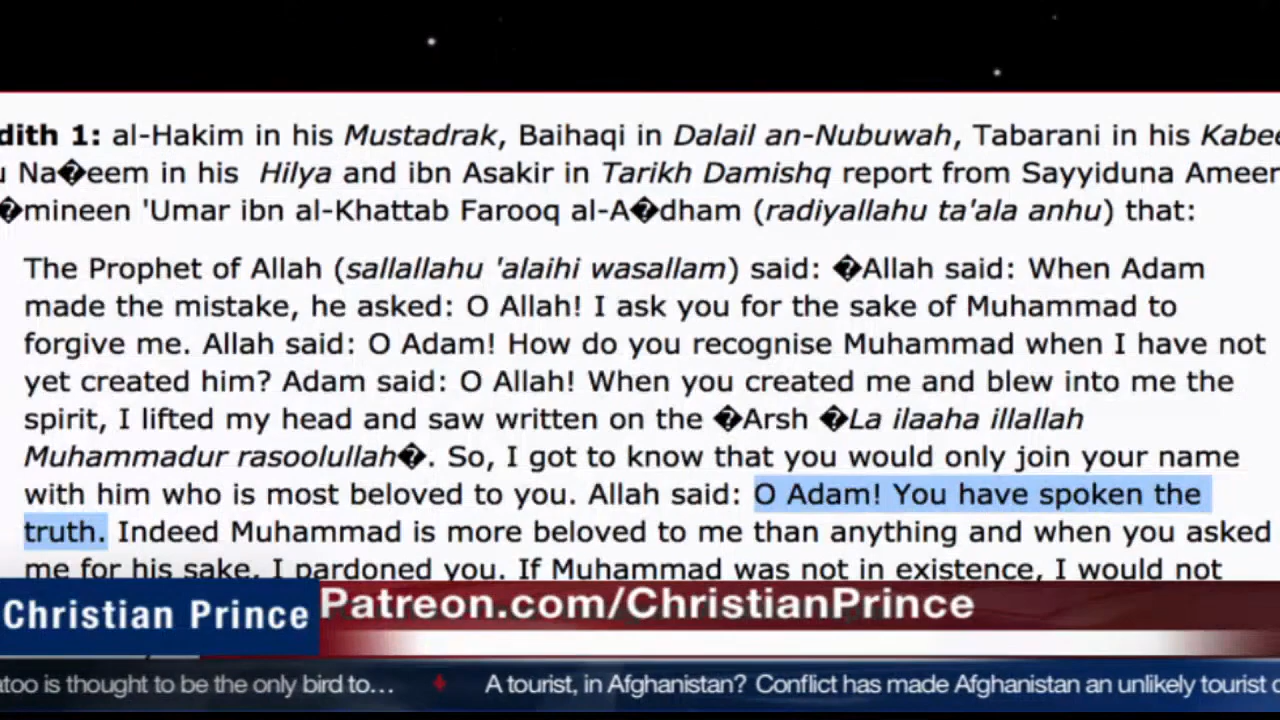 dith 1: al-Hakim in his Mustadrak, Baihaqi in Dalail an-Nubuwah, Tabarani in his Kabee
u Na�eem in his Hilya and ibn Asakir in Tarikh Damishq report from Sayyiduna Ameer
�mineen 'Umar ibn al-Khattab Farooq al-A�dham (radiyallahu ta'ala anhu) that:
The Prophet of Allah (sallallahu 'alaihi wasallam) said: �Allah said: When Adam
made the mistake, he asked: O Allah! I ask you for the sake of Muhammad to
forgive me. Allah said: O Adam! How do you recognise Muhammad when I have not
yet created him? Adam said: O Allah! When you created me and blew into me the
spirit, I lifted my head and saw written on the �Arsh �La ilaaha illallah
Muhammadur rasoolullah�. So, I got to know that you would only join your name
with him who is most beloved to you. Allah said: O Adam! You have spoken the
truth. Indeed Muhammad is more beloved to me than anything and when you asked
me for his sake, I pardoned you. If Muhammad was not in existence, I would not
Christian Prince
Patreon.com/ChristianPrince
atoo is thought to be the only bird to... A tourist, in Afghanistan? Conflict has made Afghanistan an unlikely tourist